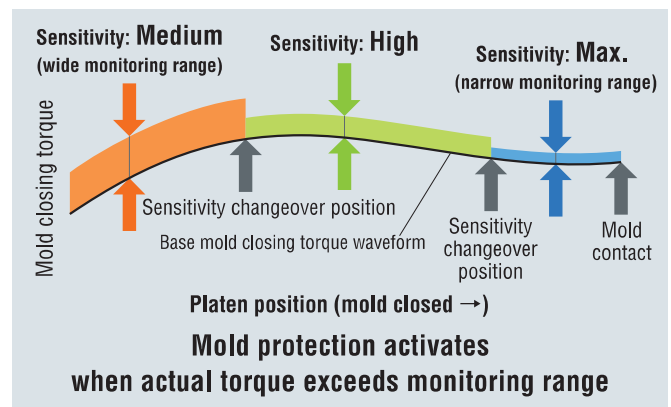 Sensitivity: Medium
(wide monitoring range)
Sensitivity: High
Sensitivity: Max.
(narrow monitoring range)
Mold closing torque
Sensitivity changeover position
Base mold closing torque waveform
Sensitivity
changeover
position
Mold
contact
Platen position (mold closed →)
Mold protection activates
when actual torque exceeds monitoring range